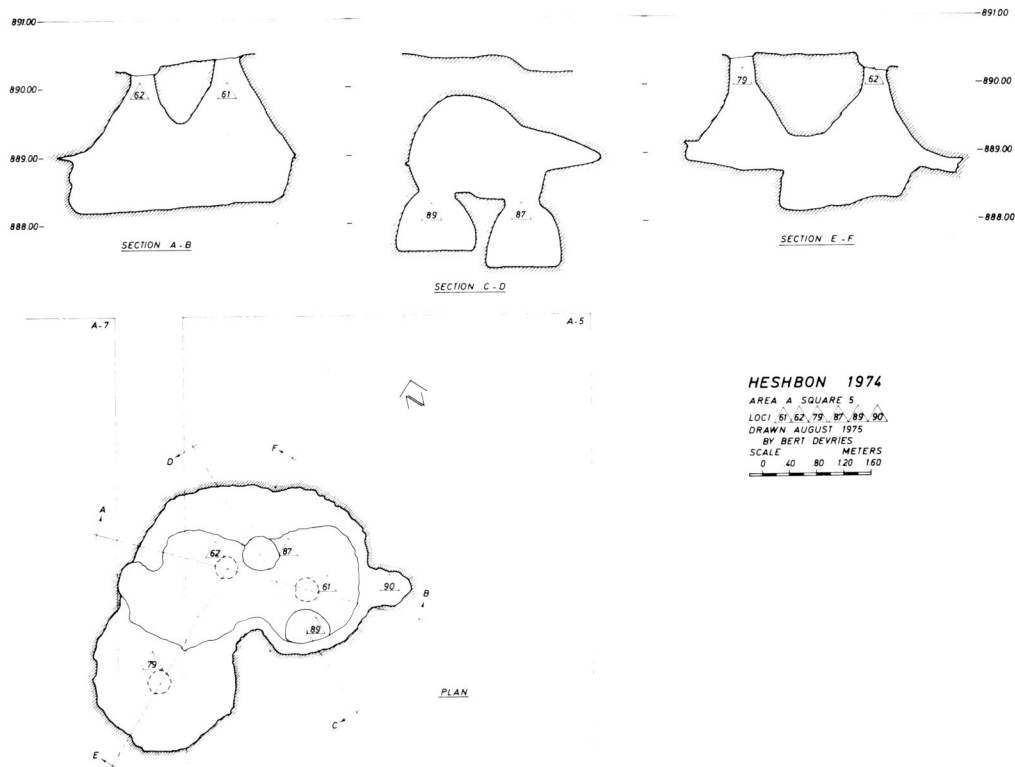 891.00
890.00
889.00
888.00
62
61
SECTION A-B
89
87
SECTION C-D
79
62
SECTION E-F
891.00
890.00
889.00
888.00
A-7
A-5
N
HESHBON 1974
AREA A SQUARE 5
LOCI 61 62 79 87 89 90
DRAWN AUGUST 1975
BY BERT DEVRIES
SCALE METERS
0 .40 .80 1.20 1.60
D
F
A
62
87
61
90
B
89
79
PLAN
C
E